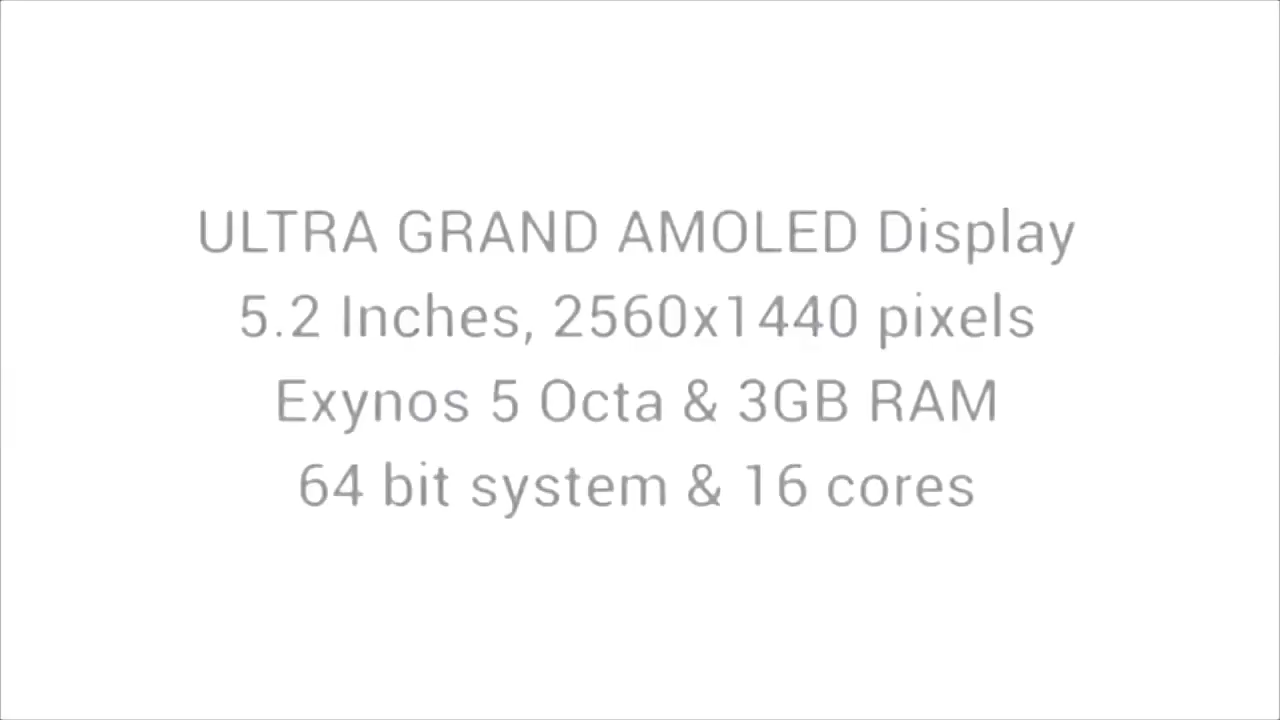 ULTRA GRAND AMOLED Display
5.2 Inches, 2560x1440 pixels
Exynos 5 Octa & 3GB RAM
64 bit system & 16 cores